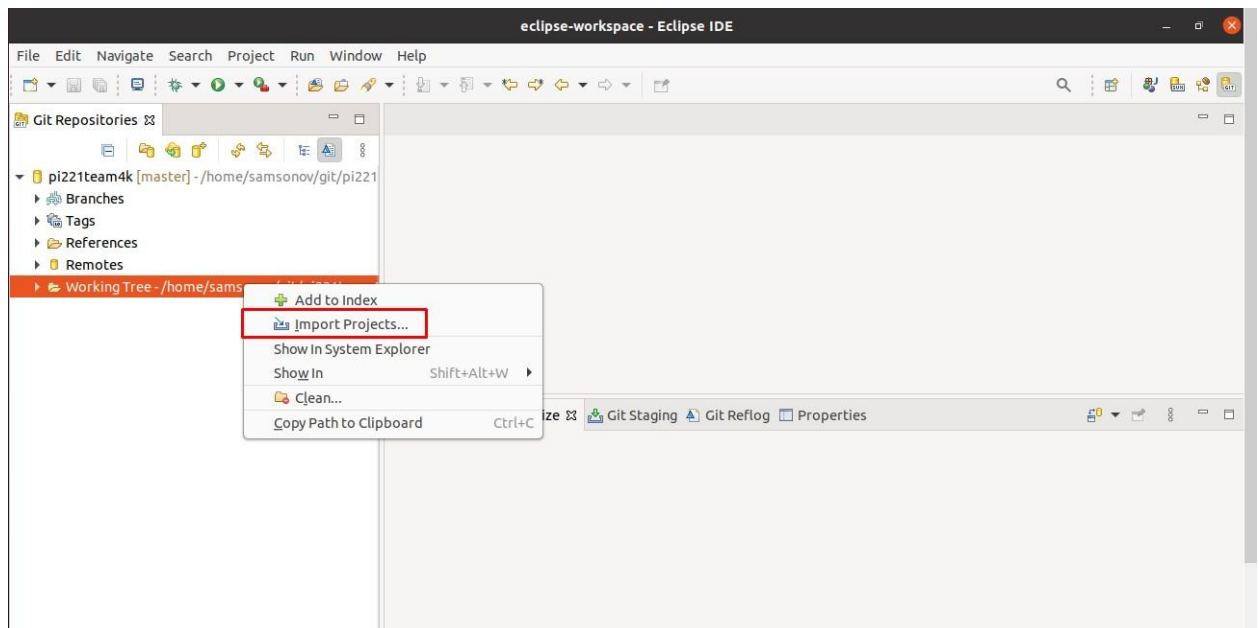 eclipse-workspace - Eclipse IDE
File Edit Navigate Search Project Run Window Help
Git Repositories
pi221team4k [master] - /home/samsonov/git/pi221
Branches
Tags
References
Remotes
Working Tree - /home/sams
Add to Index
Import Projects...
Show In System Explorer
Show In Shift+Alt+W
Clean...
Copy Path to Clipboard Ctrl+C
ize Git Staging Git Reflog Properties